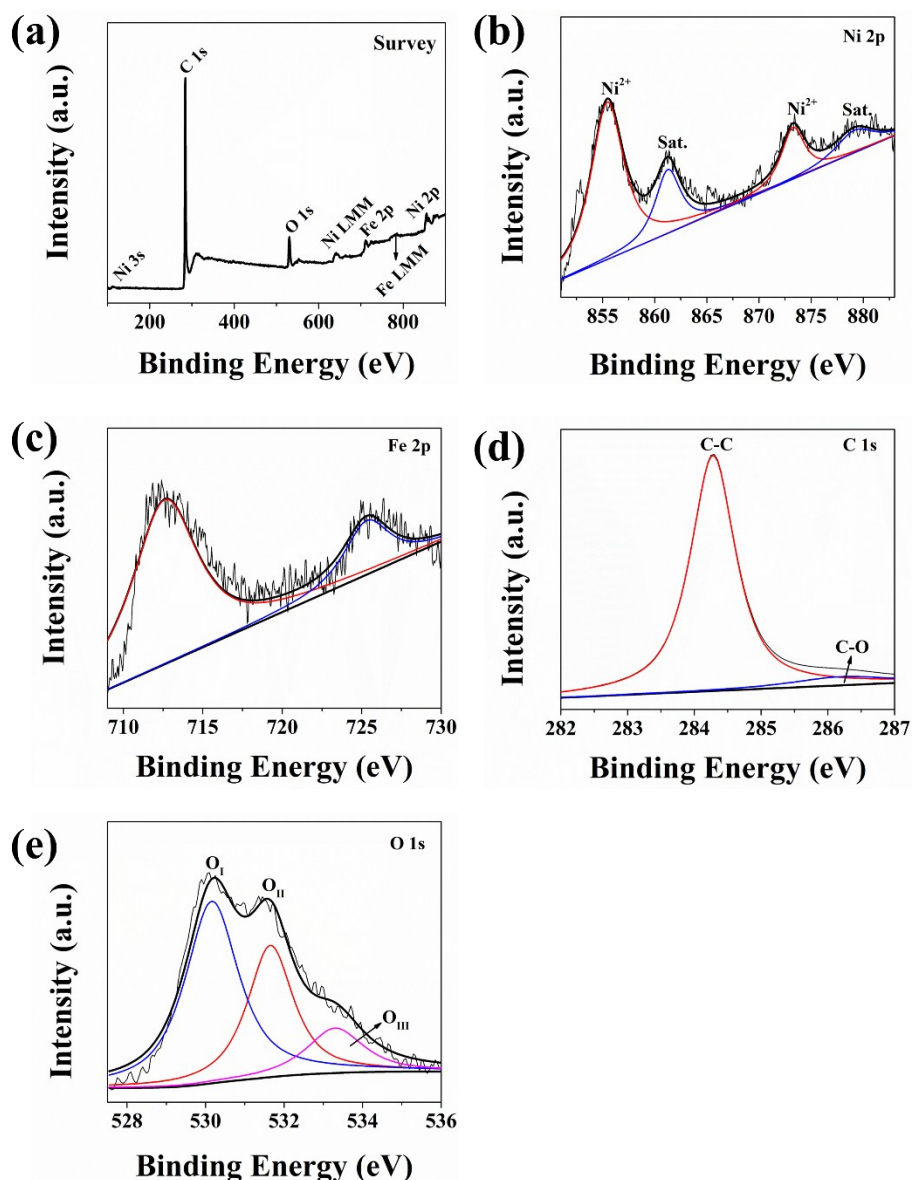 (a)
Survey
C 1s
O 1s
Ni 3s
Ni LMM
Fe 2p
Fe LMM
Ni 2p
Intensity (a.u.)
200 400 600 800
Binding Energy (eV)
(b)
Ni 2p
Ni²⁺
Sat.
Ni²⁺
Sat.
Intensity (a.u.)
855 860 865 870 875 880
Binding Energy (eV)
(c)
Fe 2p
Intensity (a.u.)
710 715 720 725 730
Binding Energy (eV)
(d)
C 1s
C-C
C-O
Intensity (a.u.)
282 283 284 285 286 287
Binding Energy (eV)
(e)
O 1s
O_I
O_II
O_III
Intensity (a.u.)
528 530 532 534 536
Binding Energy (eV)